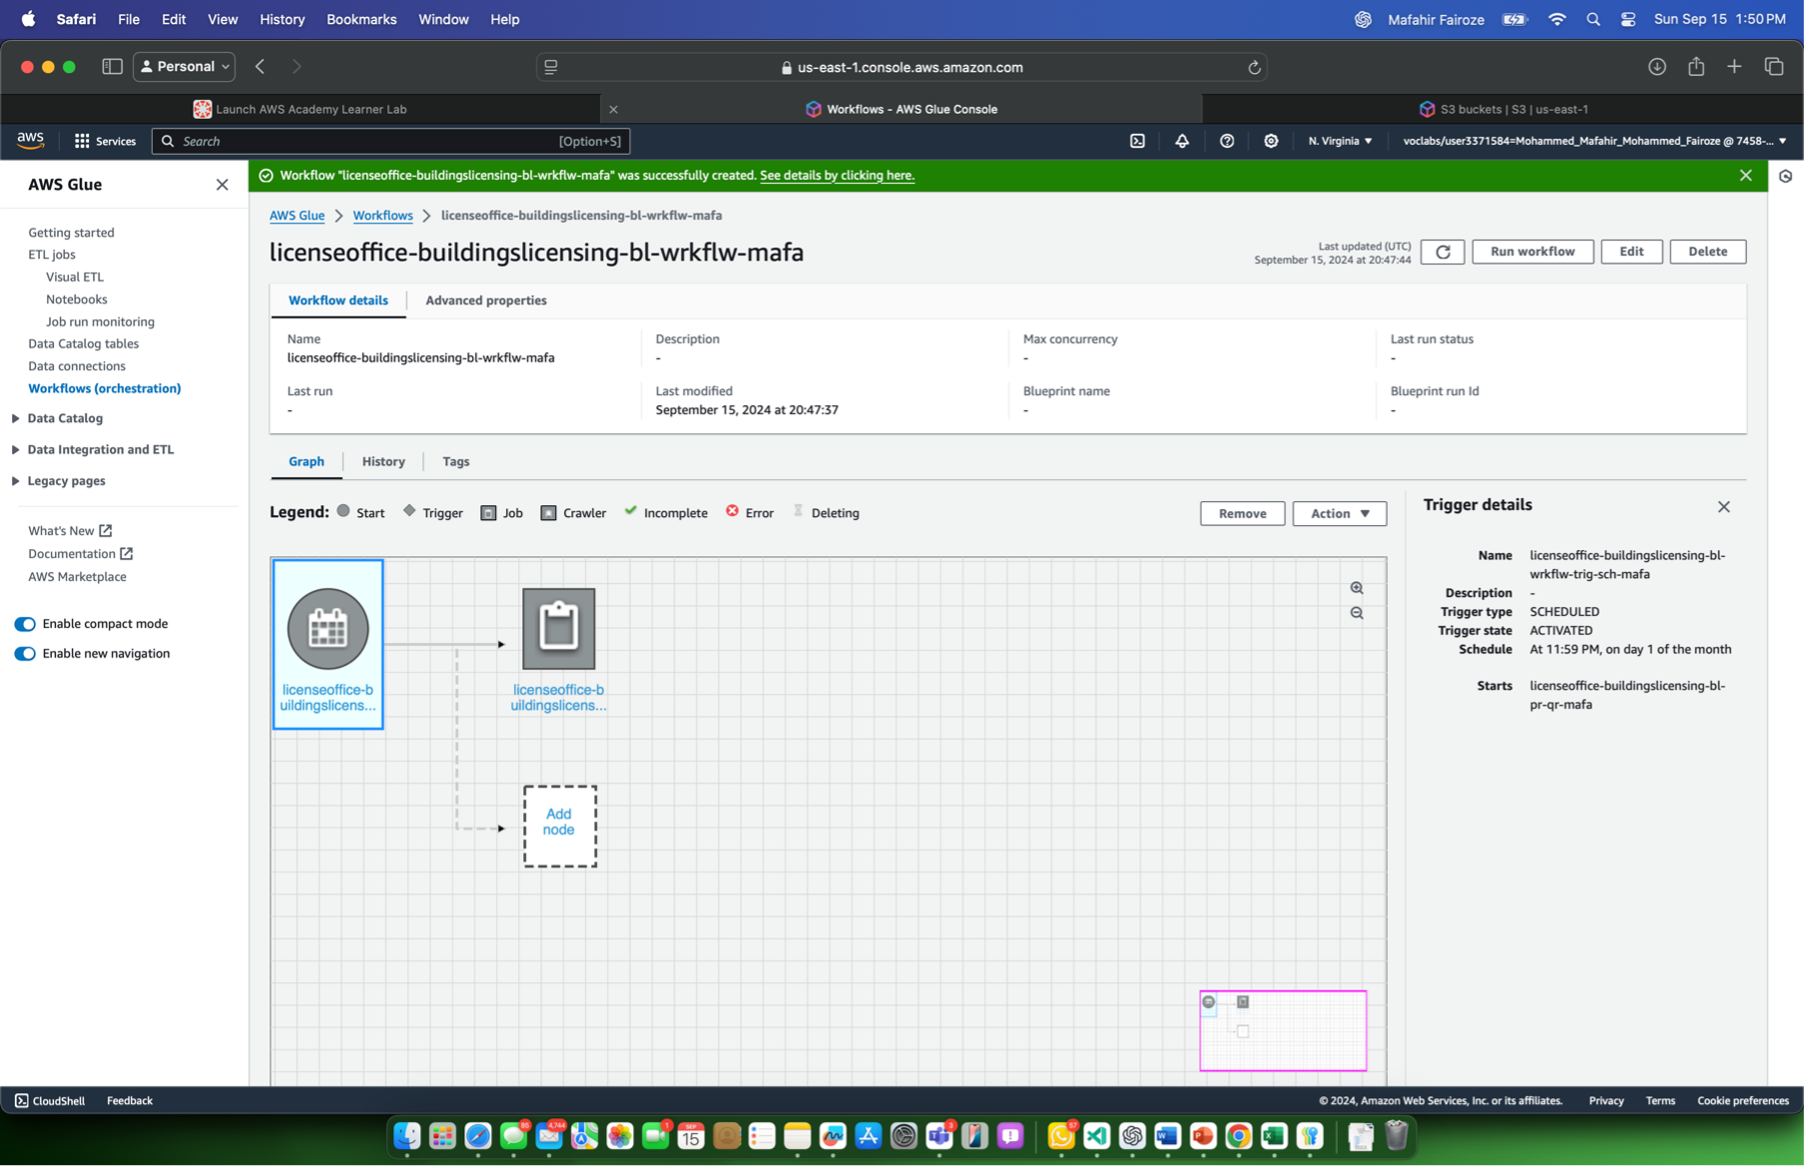 Safari File Edit View History Bookmarks Window Help Mafahir Fairoze Sun Sep 15 1:50 PM
Personal us-east-1.console.aws.amazon.com
Launch AWS Academy Learner Lab Workflows - AWS Glue Console S3 buckets | S3 | us-east-1
aws Services Search [Option+S] N. Virginia voclabs/user3371584=Mohammed_Mafahir_Mohammed_Fairoze @ 7458-...
AWS Glue
Getting started
ETL jobs
Visual ETL
Notebooks
Job run monitoring
Data Catalog tables
Data connections
Workflows (orchestration)
Data Catalog
Data Integration and ETL
Legacy pages
What's New
Documentation
AWS Marketplace
Enable compact mode
Enable new navigation
Workflow "licenseoffice-buildingslicensing-bl-wrkflw-mafa" was successfully created. See details by clicking here.
AWS Glue Workflows licenseoffice-buildingslicensing-bl-wrkflw-mafa
licenseoffice-buildingslicensing-bl-wrkflw-mafa
Last updated (UTC)
September 15, 2024 at 20:47:44
Run workflow Edit Delete
Workflow details Advanced properties
Name Description Max concurrency Last run status
licenseoffice-buildingslicensing-bl-wrkflw-mafa - - -
Last run Last modified Blueprint name Blueprint run Id
- September 15, 2024 at 20:47:37 - -
Graph History Tags
Legend: Start Trigger Job Crawler Incomplete Error Deleting
Remove Action
licenseoffice-b
uildingslicens...
licenseoffice-b
uildingslicens...
Add
node
Trigger details
Name licenseoffice-buildingslicensing-bl-
wrkflw-trig-sch-mafa
Description -
Trigger type SCHEDULED
Trigger state ACTIVATED
Schedule At 11:59 PM, on day 1 of the month
Starts licenseoffice-buildingslicensing-bl-
pr-qr-mafa
CloudShell Feedback © 2024, Amazon Web Services, Inc. or its affiliates. Privacy Terms Cookie preferences
86 4,744 1 SEP 15 3 57